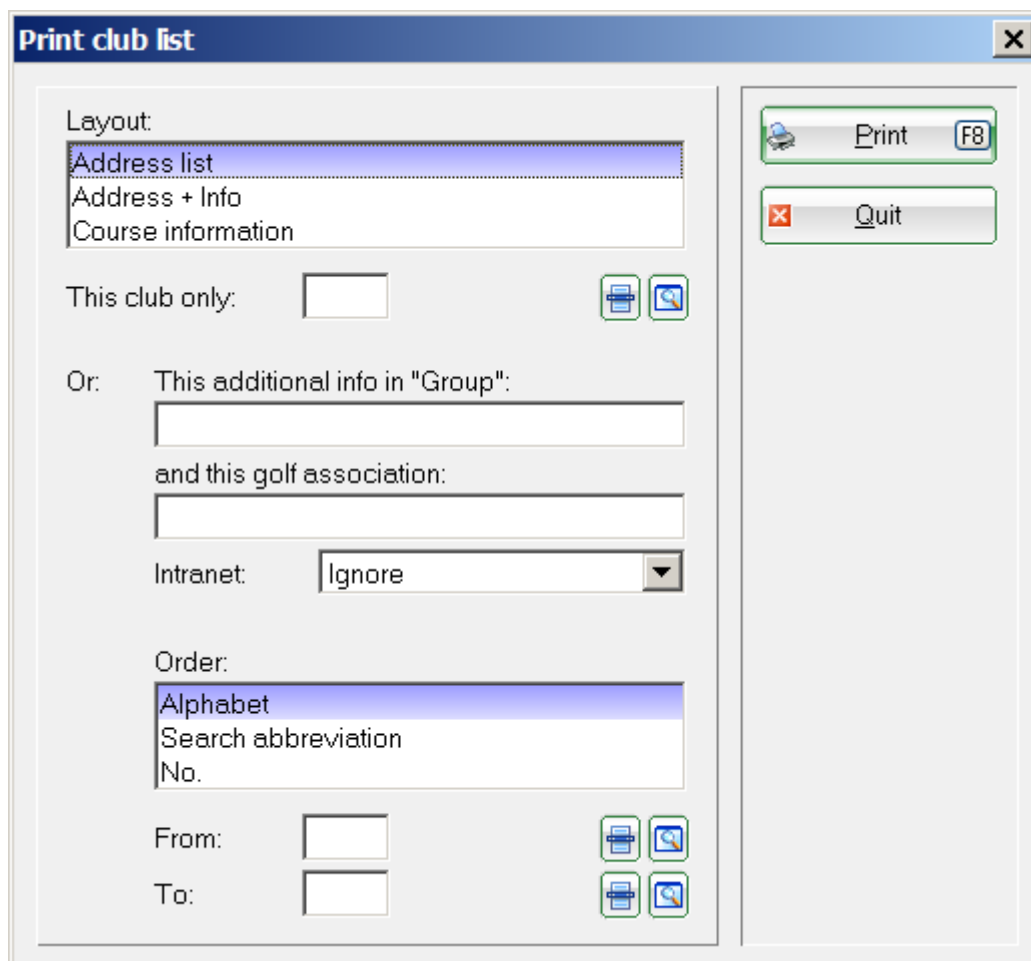 Print club list
Layout:
Address list
Address + Info
Course information
This club only:
Or: This additional info in "Group":
and this golf association:
Intranet: Ignore
Order:
Alphabet
Search abbreviation
No.
From:
To:
Print F8
Quit